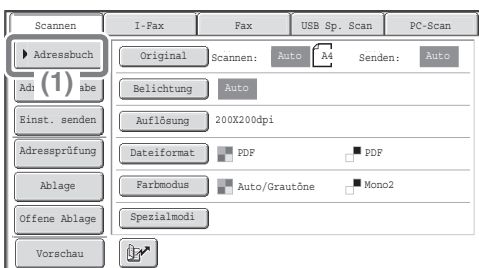 Scannen I-Fax Fax USB Sp. Scan PC-Scan
Adressbuch Original Scannen: Auto A4 Senden: Auto
(1) Belichtung Auto
Einst. senden Auflösung 200X200dpi
Adressprüfung Dateiformat PDF PDF
Ablage Farbmodus Auto/Grautöne Mono2
Offene Ablage Spezialmodi
Vorschau